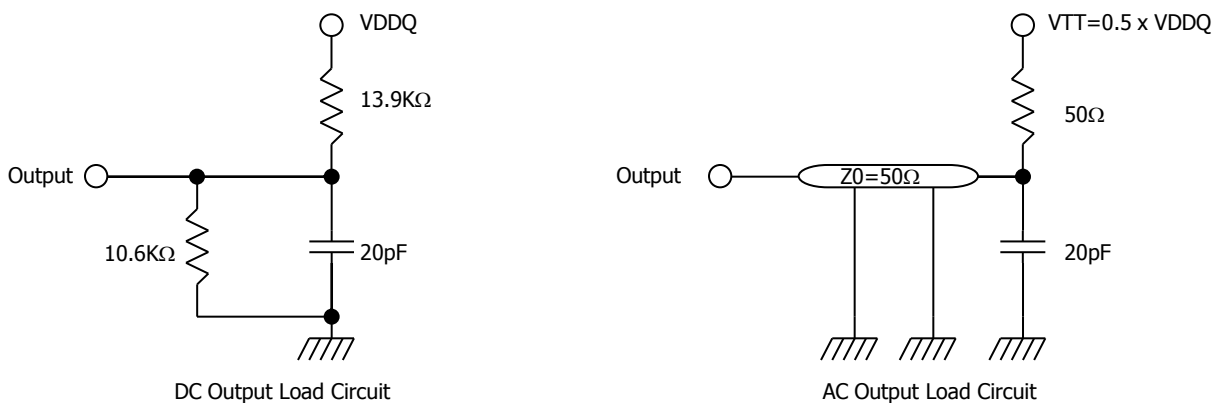 VDDQ
13.9KΩ
Output
10.6KΩ
20pF
DC Output Load Circuit
VTT=0.5 x VDDQ
50Ω
Output
Z0=50Ω
20pF
AC Output Load Circuit